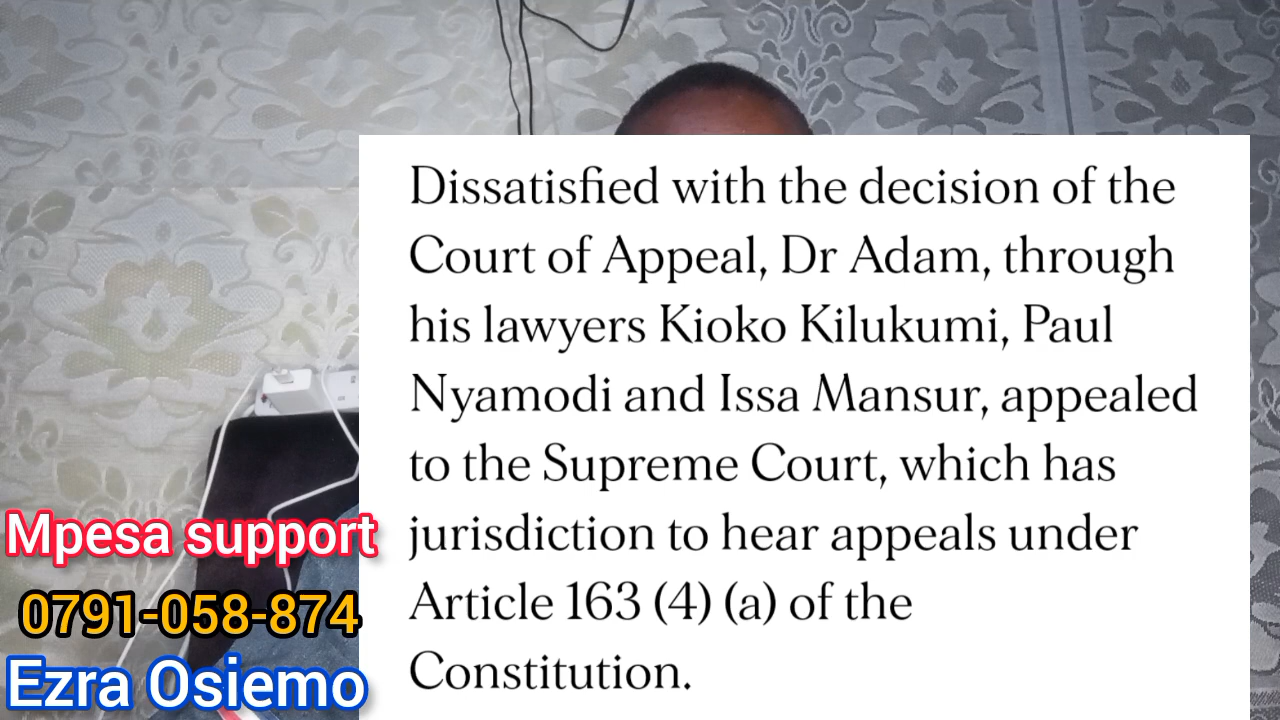 Dissatisfied with the decision of the
Court of Appeal, Dr Adam, through
his lawyers Kioko Kilukumi, Paul
Nyamodi and Issa Mansur, appealed
to the Supreme Court, which has
jurisdiction to hear appeals under
Article 163 (4) (a) of the
Constitution.
Mpesa support
0791-058-874
Ezra Osiemo